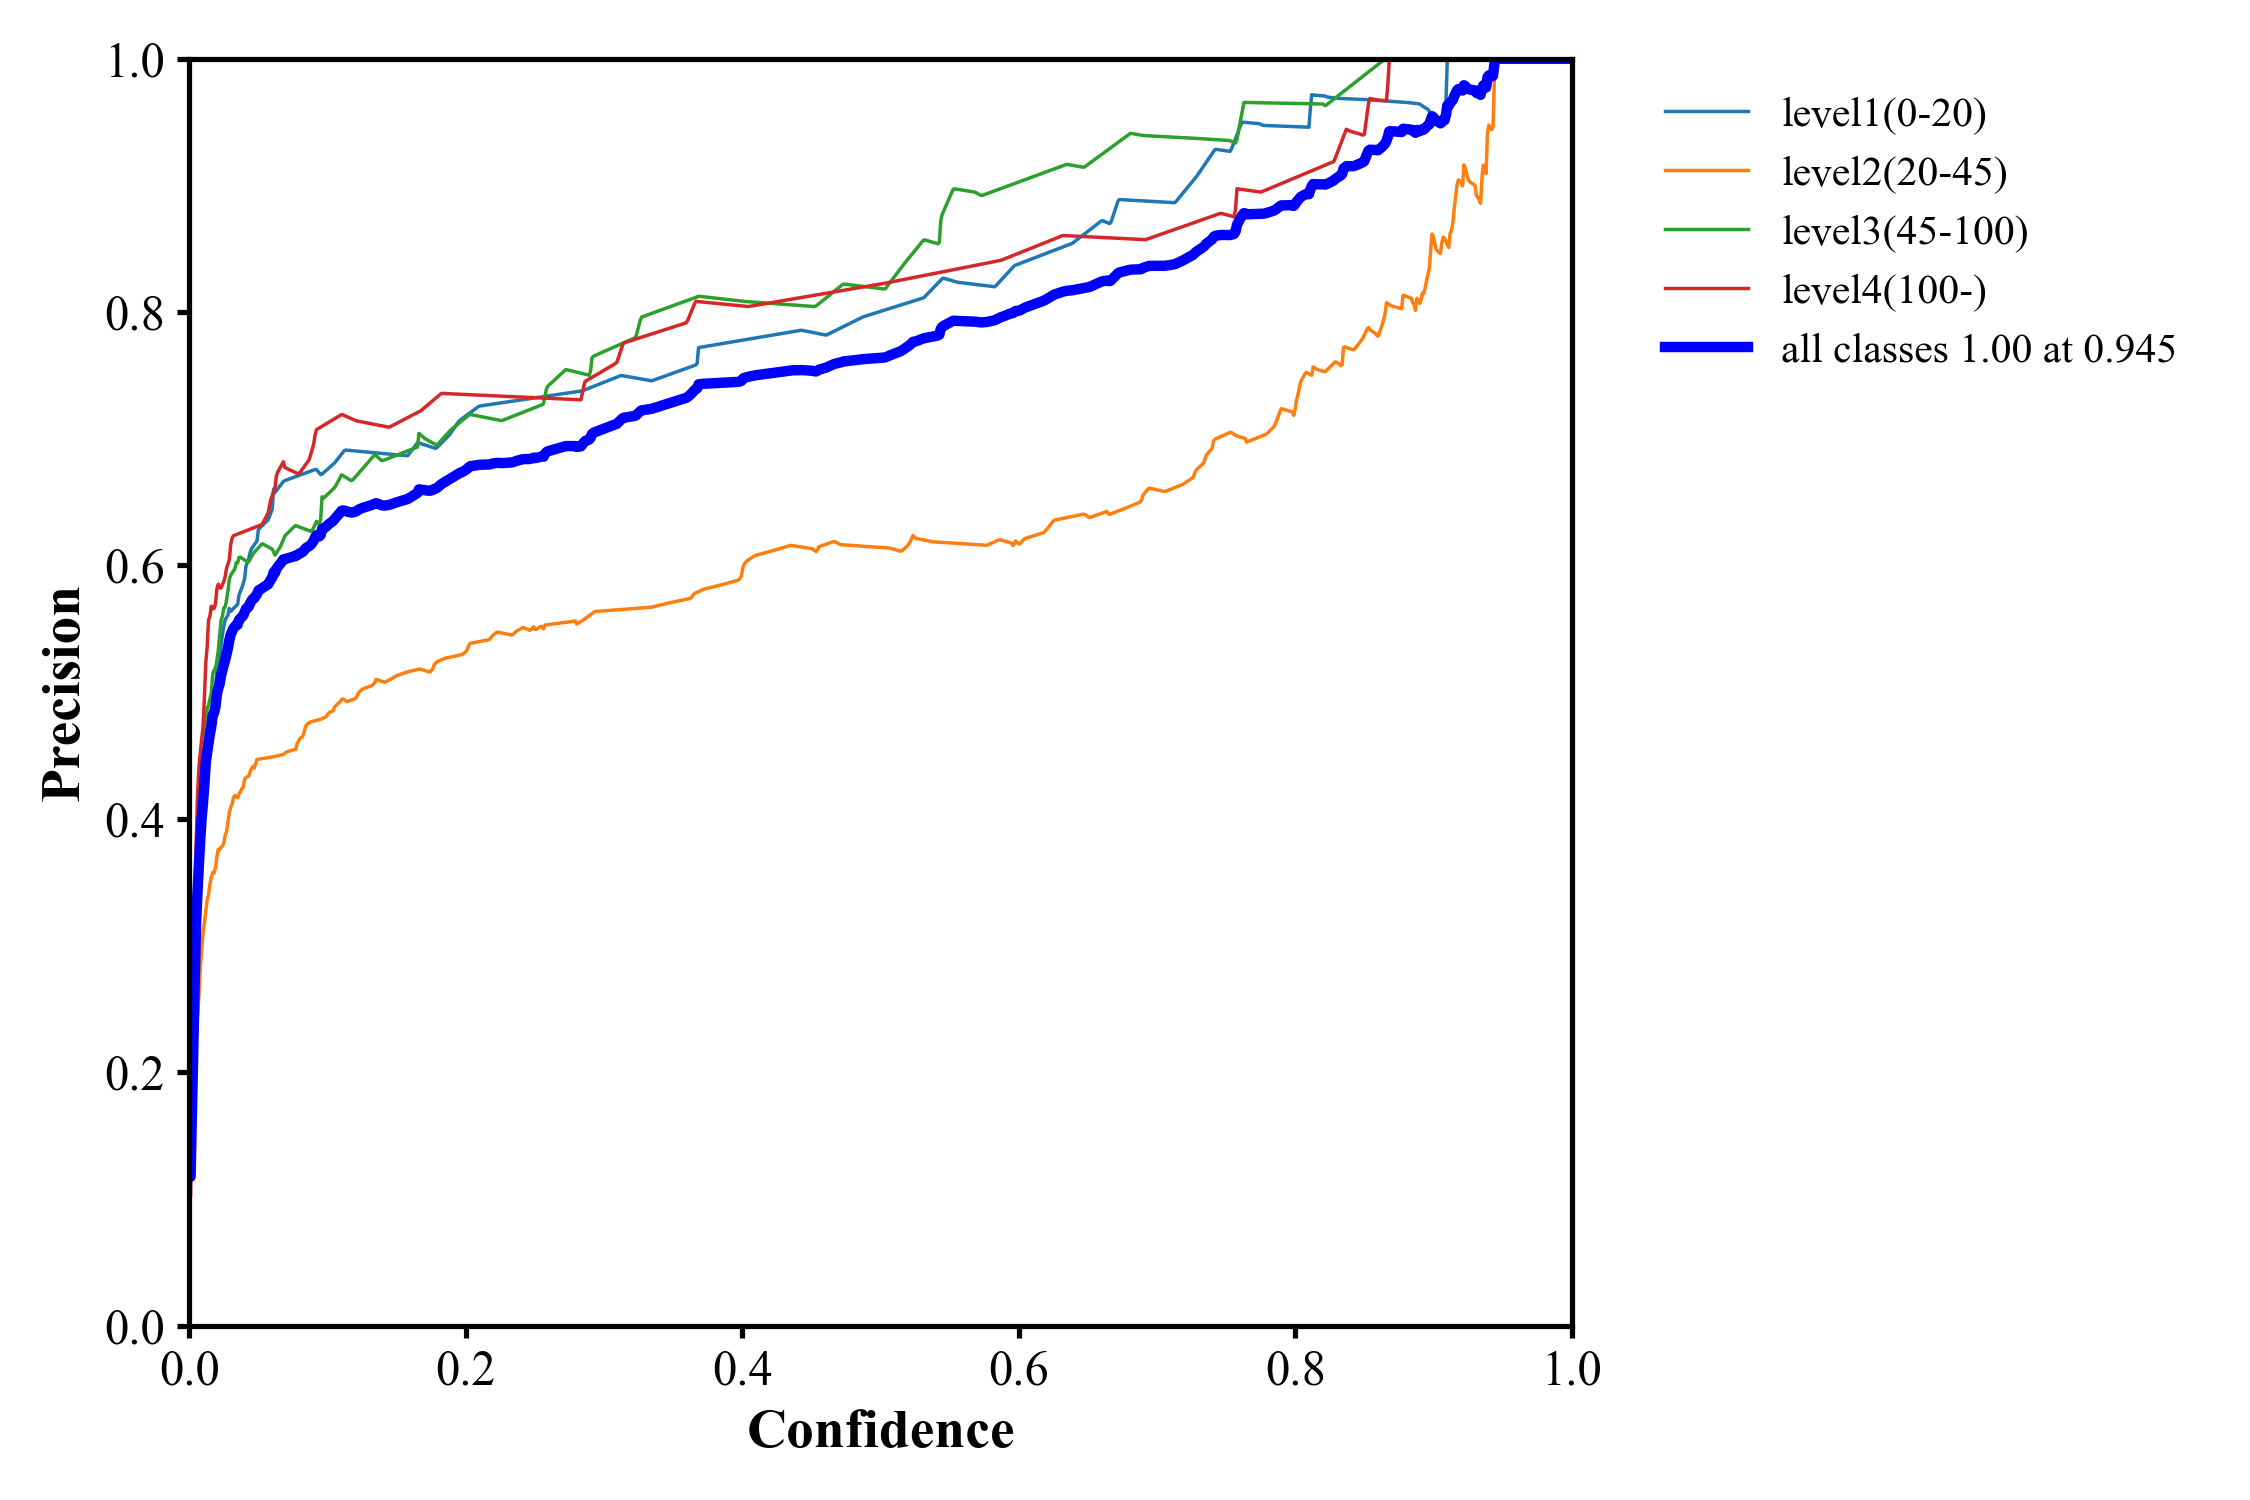 1.0
0.8
0.6
0.4
0.2
0.0
Precision
0.0 0.2 0.4 0.6 0.8 1.0
Confidence
level1(0-20)
level2(20-45)
level3(45-100)
level4(100-)
all classes 1.00 at 0.945